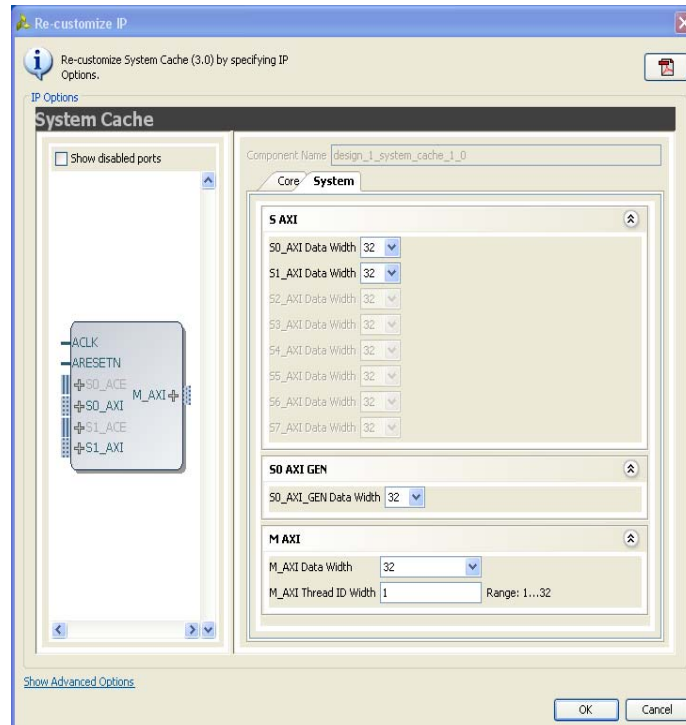 Re-customize IP
Re-customize System Cache (3.0) by specifying IP
Options.
IP Options
System Cache
Show disabled ports
ACLK
ARESETN
S0_ACE
M_AXI
S0_AXI
S1_ACE
S1_AXI
Component Name design_1_system_cache_1_0
Core System
S AXI
S0_AXI Data Width 32
S1_AXI Data Width 32
S2_AXI Data Width 32
S3_AXI Data Width 32
S4_AXI Data Width 32
S5_AXI Data Width 32
S6_AXI Data Width 32
S7_AXI Data Width 32
S0 AXI GEN
S0_AXI_GEN Data Width 32
M AXI
M_AXI Data Width 32
M_AXI Thread ID Width 1 Range: 1...32
Show Advanced Options
OK Cancel